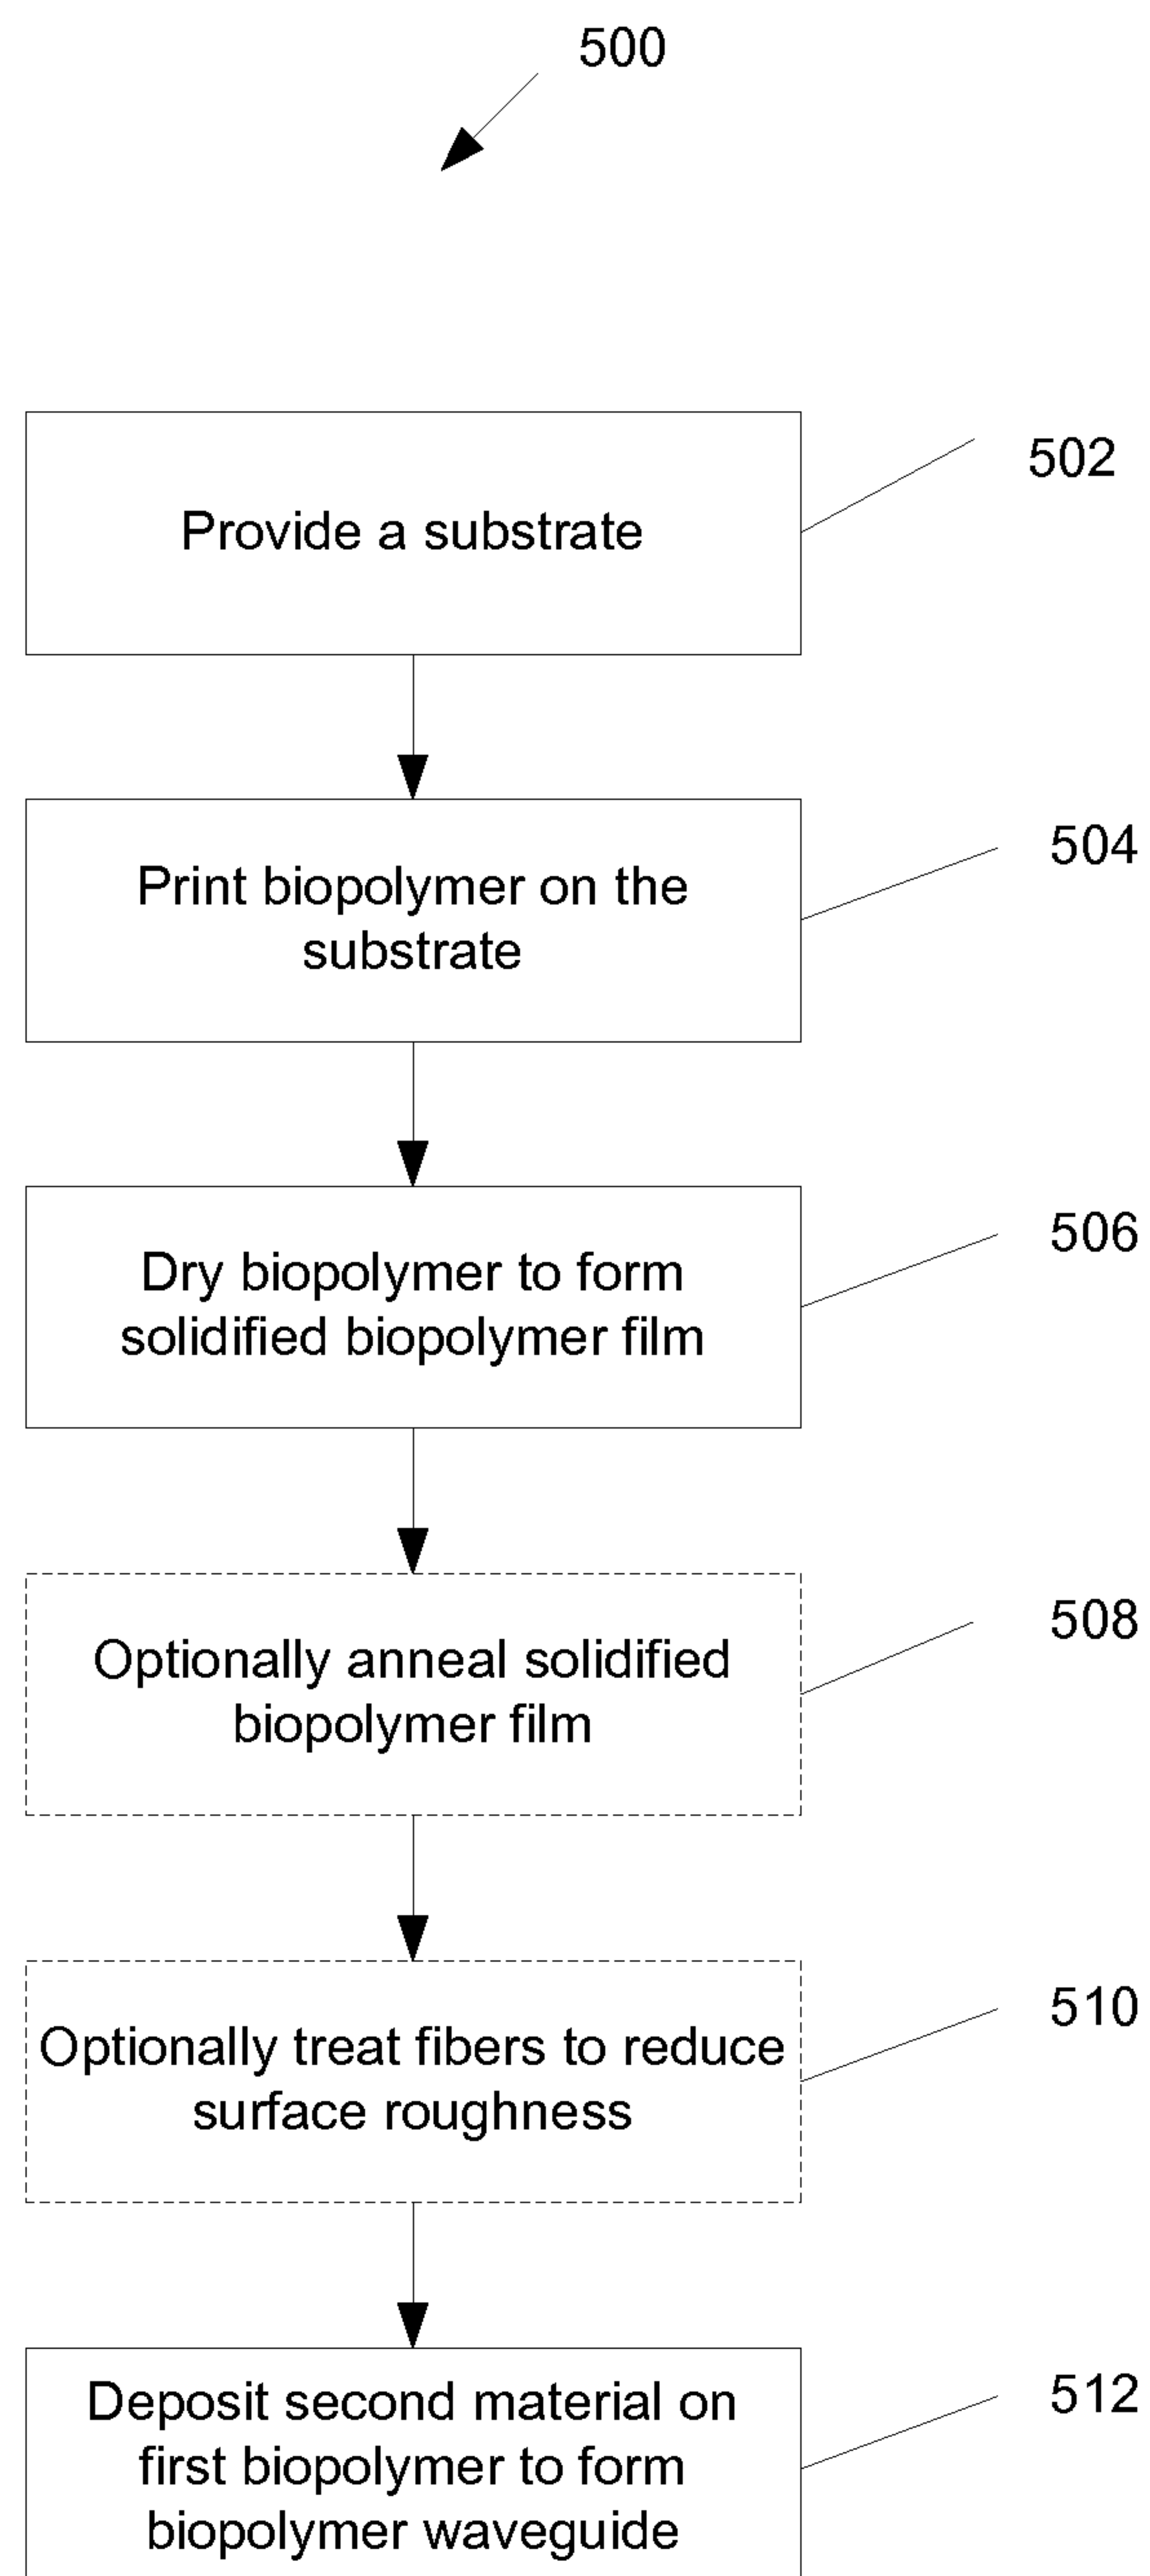 500
Provide a substrate
502
Print biopolymer on the
substrate
504
Dry biopolymer to form
solidified biopolymer film
506
Optionally anneal solidified
biopolymer film
508
Optionally treat fibers to reduce
surface roughness
510
Deposit second material on
first biopolymer to form
biopolymer waveguide
512